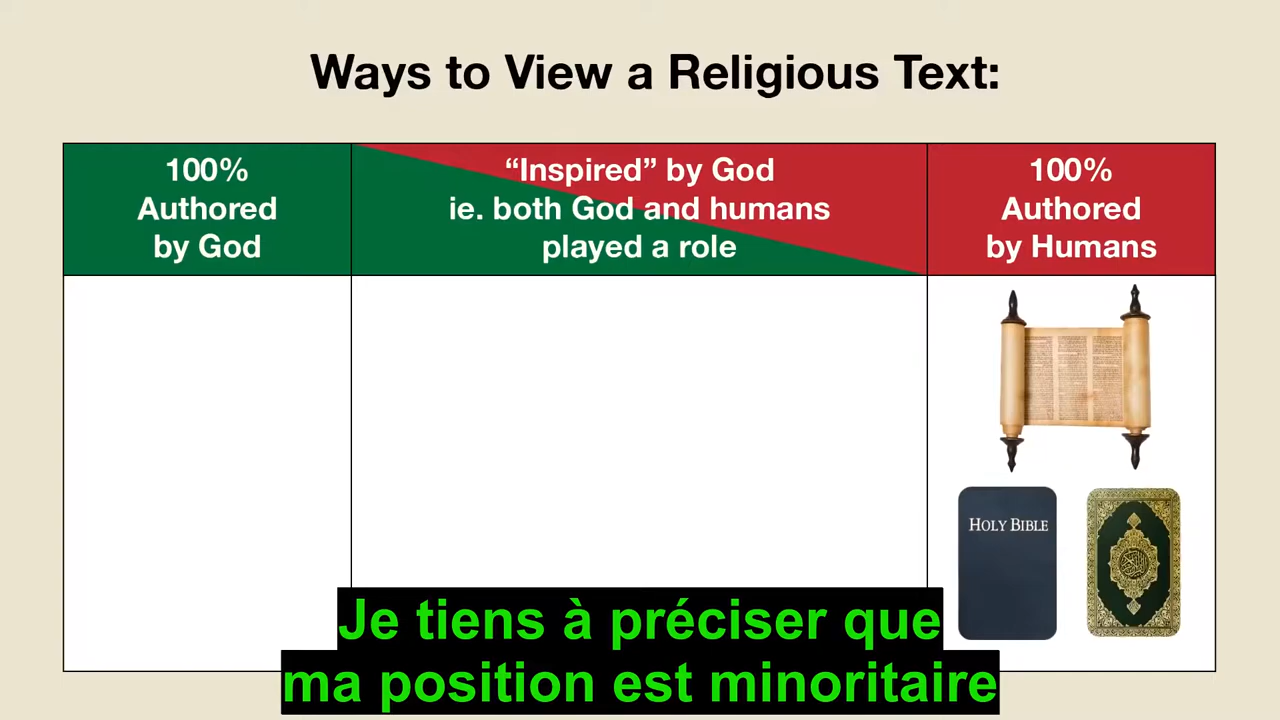 Ways to View a Religious Text:
100%
Authored
by God
“Inspired” by God
ie. both God and humans
played a role
100%
Authored
by Humans
HOLY BIBLE
Je tiens à préciser que
ma position est minoritaire